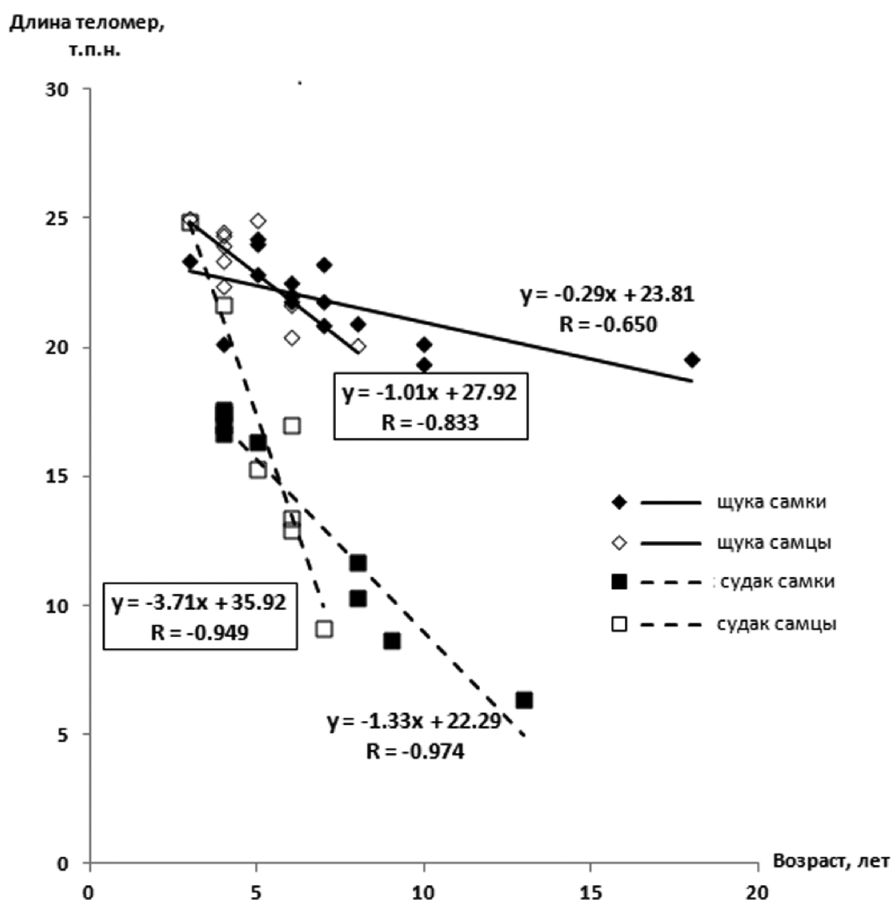 Длина теломер,
т.п.н.
30
25
20
15
10
5
0
y = -0.29x + 23.81
R = -0.650
y = -1.01x + 27.92
R = -0.833
щука самки
щука самцы
судак самки
судак самцы
y = -3.71x + 35.92
R = -0.949
y = -1.33x + 22.29
R = -0.974
Возраст, лет
0 5 10 15 20